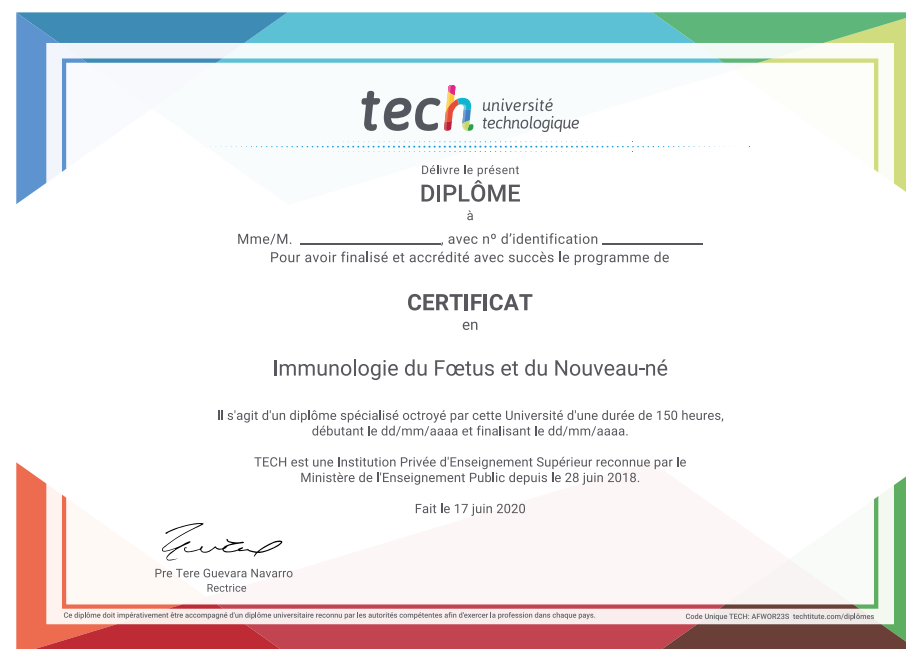 tech université
technologique
Délivre le présent
DIPLÔME
à
Mme/M. ____________________, avec nº d'identification ______________
Pour avoir finalisé et accrédité avec succès le programme de
CERTIFICAT
en
Immunologie du Fœtus et du Nouveau-né
Il s'agit d'un diplôme spécialisé octroyé par cette Université d'une durée de 150 heures,
débutant le dd/mm/aaaa et finalisant le dd/mm/aaaa.
TECH est une Institution Privée d'Enseignement Supérieur reconnue par le
Ministère de l'Enseignement Public depuis le 28 juin 2018.
Fait le 17 juin 2020
Pre Tere Guevara Navarro
Rectrice
Ce diplôme doit impérativement être accompagné d'un diplôme universitaire reconnu par les autorités compétentes afin d'exercer la profession dans chaque pays.
Code Unique TECH: AFWOR23S techtitute.com/diplômes